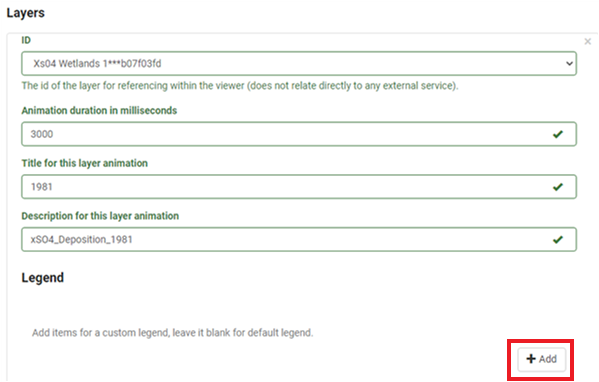 Layers
ID
Xs04 Wetlands 1***b07f03fd
The id of the layer for referencing within the viewer (does not relate directly to any external service).
Animation duration in milliseconds
3000
Title for this layer animation
1981
Description for this layer animation
xSO4_Deposition_1981
Legend
Add items for a custom legend, leave it blank for default legend.
Add